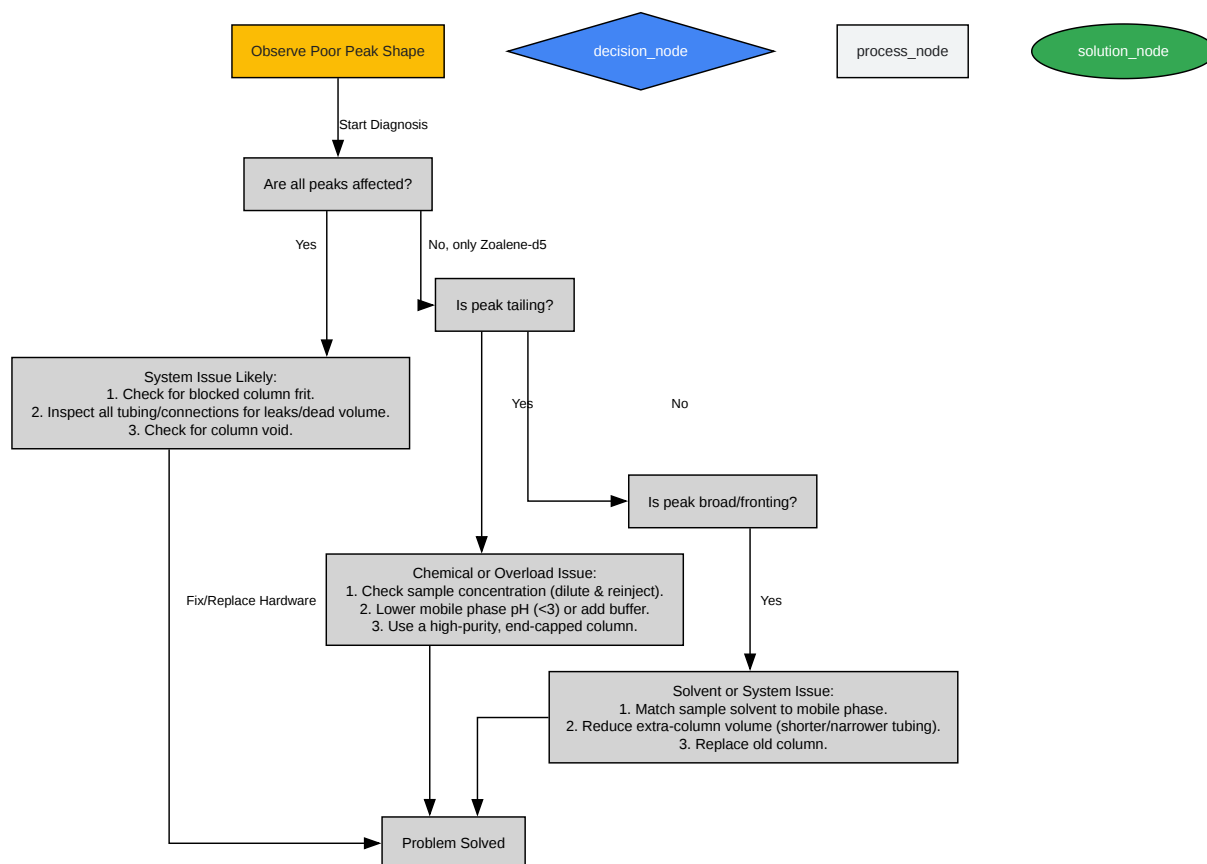 Observe Poor Peak Shape
decision_node
process_node
solution_node
Start Diagnosis
Are all peaks affected?
Yes
No, only Zoalene-d5
Is peak tailing?
System Issue Likely:
1. Check for blocked column frit.
2. Inspect all tubing/connections for leaks/dead volume.
3. Check for column void.
Yes
No
Is peak broad/fronting?
Chemical or Overload Issue:
1. Check sample concentration (dilute & reinject).
2. Lower mobile phase pH (<3) or add buffer.
3. Use a high-purity, end-capped column.
Fix/Replace Hardware
Yes
Solvent or System Issue:
1. Match sample solvent to mobile phase.
2. Reduce extra-column volume (shorter/narrower tubing).
3. Replace old column.
Problem Solved